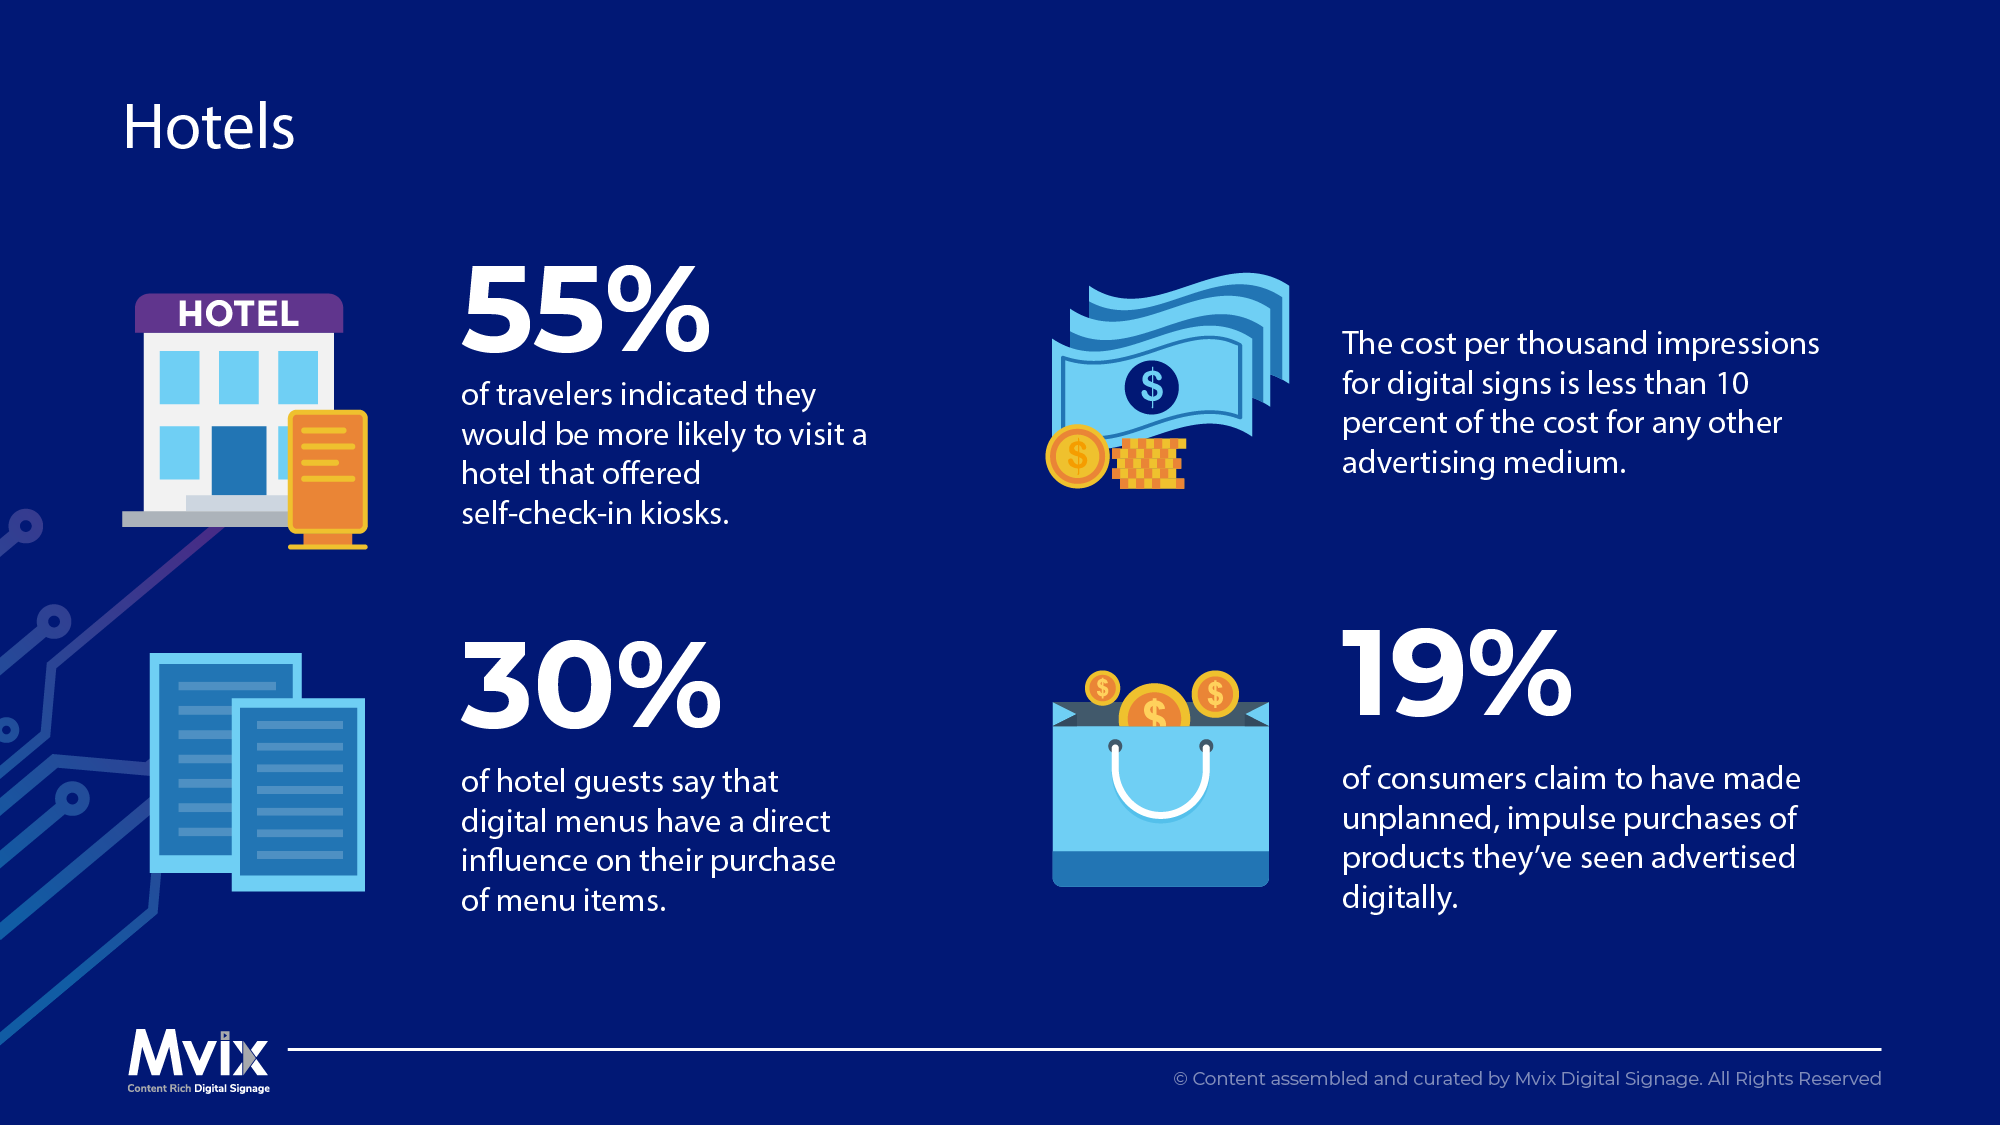 Hotels
HOTEL
55%
of travelers indicated they
would be more likely to visit a
hotel that offered
self-check-in kiosks.
$
$
The cost per thousand impressions
for digital signs is less than 10
percent of the cost for any other
advertising medium.
30%
of hotel guests say that
digital menus have a direct
influence on their purchase
of menu items.
$ $ $
19%
of consumers claim to have made
unplanned, impulse purchases of
products they’ve seen advertised
digitally.
Mvix
Content Rich Digital Signage
© Content assembled and curated by Mvix Digital Signage. All Rights Reserved